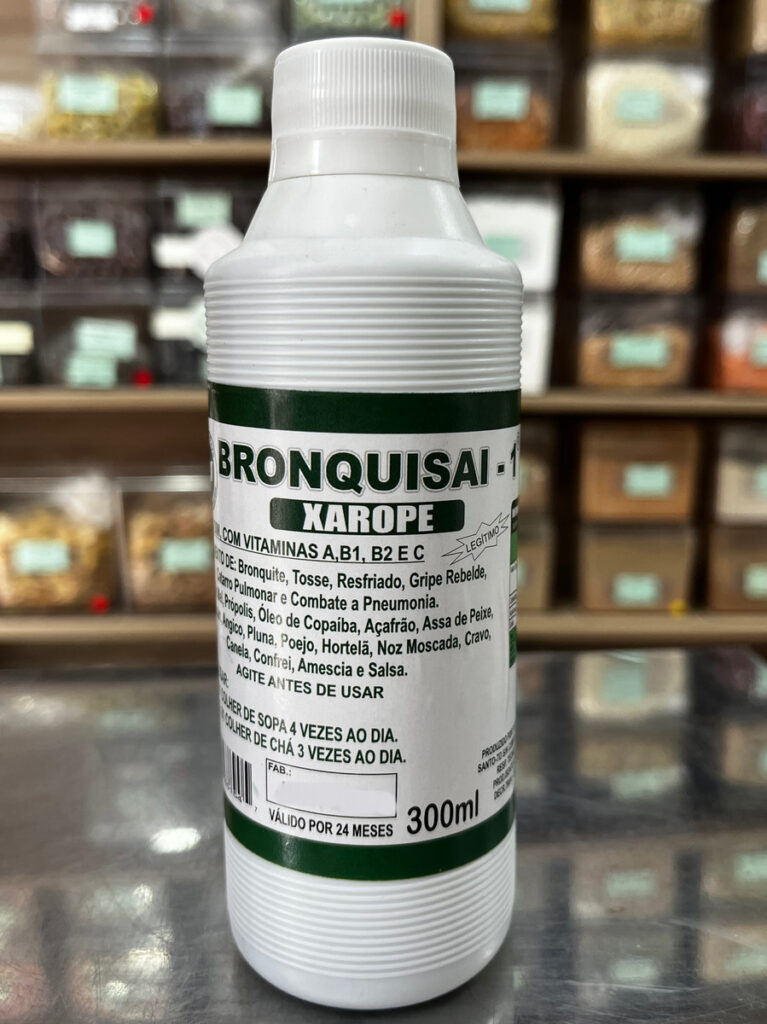 BRONQUISAI - 1
XAROPE
COM VITAMINAS A,B1, B2 E C
LEGÍTIMO
DE: Bronquite, Tosse, Resfriado, Gripe Rebelde,
Pulmonar e Combate a Pneumonia.
Própolis, Óleo de Copaíba, Açafrão, Assa de Peixe,
Angico, Pluna, Poejo, Hortelã, Noz Moscada, Cravo,
Canela, Confrei, Amescia e Salsa.
AGITE ANTES DE USAR
COLHER DE SOPA 4 VEZES AO DIA.
COLHER DE CHÁ 3 VEZES AO DIA.
FAB.:
VÁLIDO POR 24 MESES
300ml